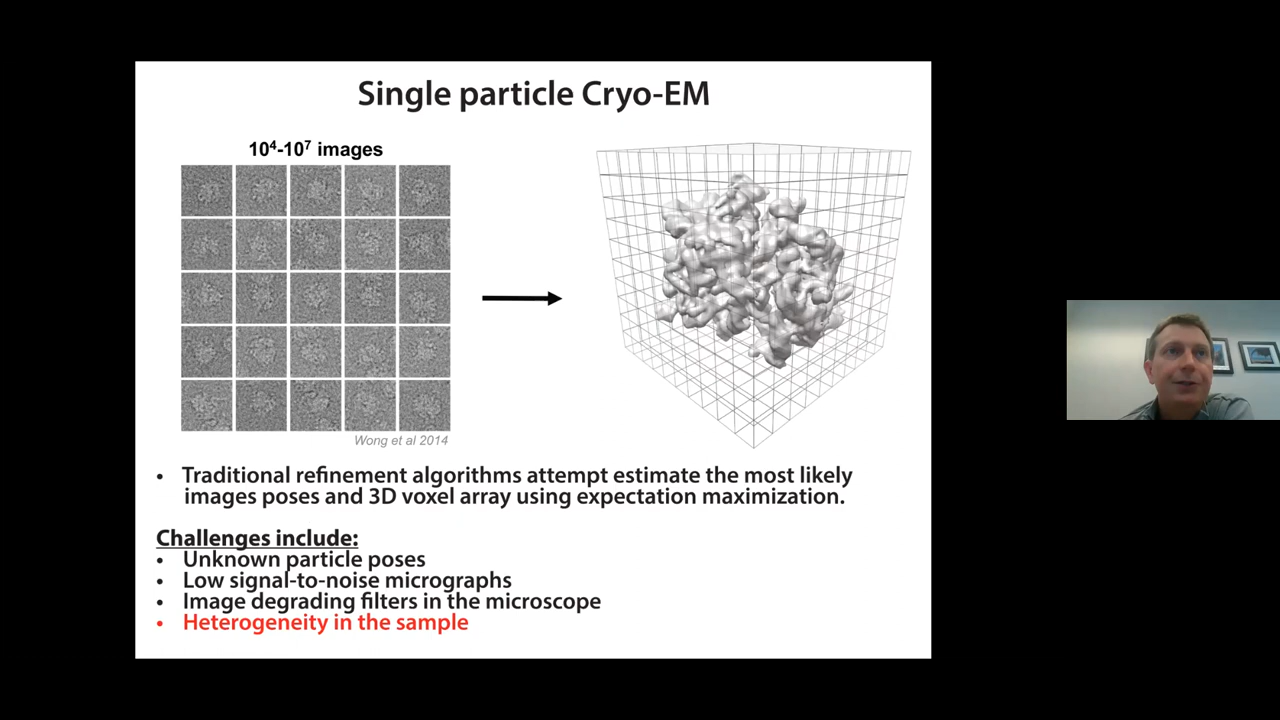 Single particle Cryo-EM
10⁴-10⁷ images
Wong et al 2014
• Traditional refinement algorithms attempt estimate the most likely
images poses and 3D voxel array using expectation maximization.
Challenges include:
• Unknown particle poses
• Low signal-to-noise micrographs
• Image degrading filters in the microscope
• Heterogeneity in the sample